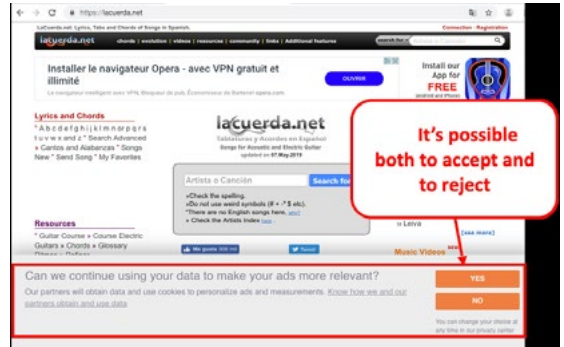 https://lacuerda.net
LaCuerda.net: Lyrics, Tabs and Chords of Songs in Spanish.
Connection · Registration
lacuerda.net
chords | evolution | videos | resources | community | links | Additional features
search for »
Installer le navigateur Opera - avec VPN gratuit et
illimité
Le navigateur intelligent avec VPN, Bloqueur de pub, Économiseur de Batterie! opera.com
OUVRIR
Install our
App for
FREE
Android and iPhones
Lyrics and Chords
* A b c d e f g h i j k l m n o r p q r s
t u v w x and z * Search Advanced
» Cantos and Alabanzas * Songs
New * Send Song * My Favorites
lacuerda.net
Tablaturas y Acordes en Español
Songs for Acoustic and Electric Guitar
updated on 07.May.2019
Artista o Canción
Search for
»Check the spelling.
»Do not use weird symbols (# + -* $ etc).
*There are no English songs here,
» Check the Artists Index
It's possible
both to accept and
to reject
Resources
* Guitar Course » Course Electric
Guitars » Chords » Glossary
Me gusta
Tweet
» Leiva
[see more]
Music Videos
Can we continue using your data to make your ads more relevant?
Our partners will obtain data and use cookies to personalize ads and measurements. Know how we and our
partners obtain and use data
YES
NO
You can change your choice at
any time in our privacy center